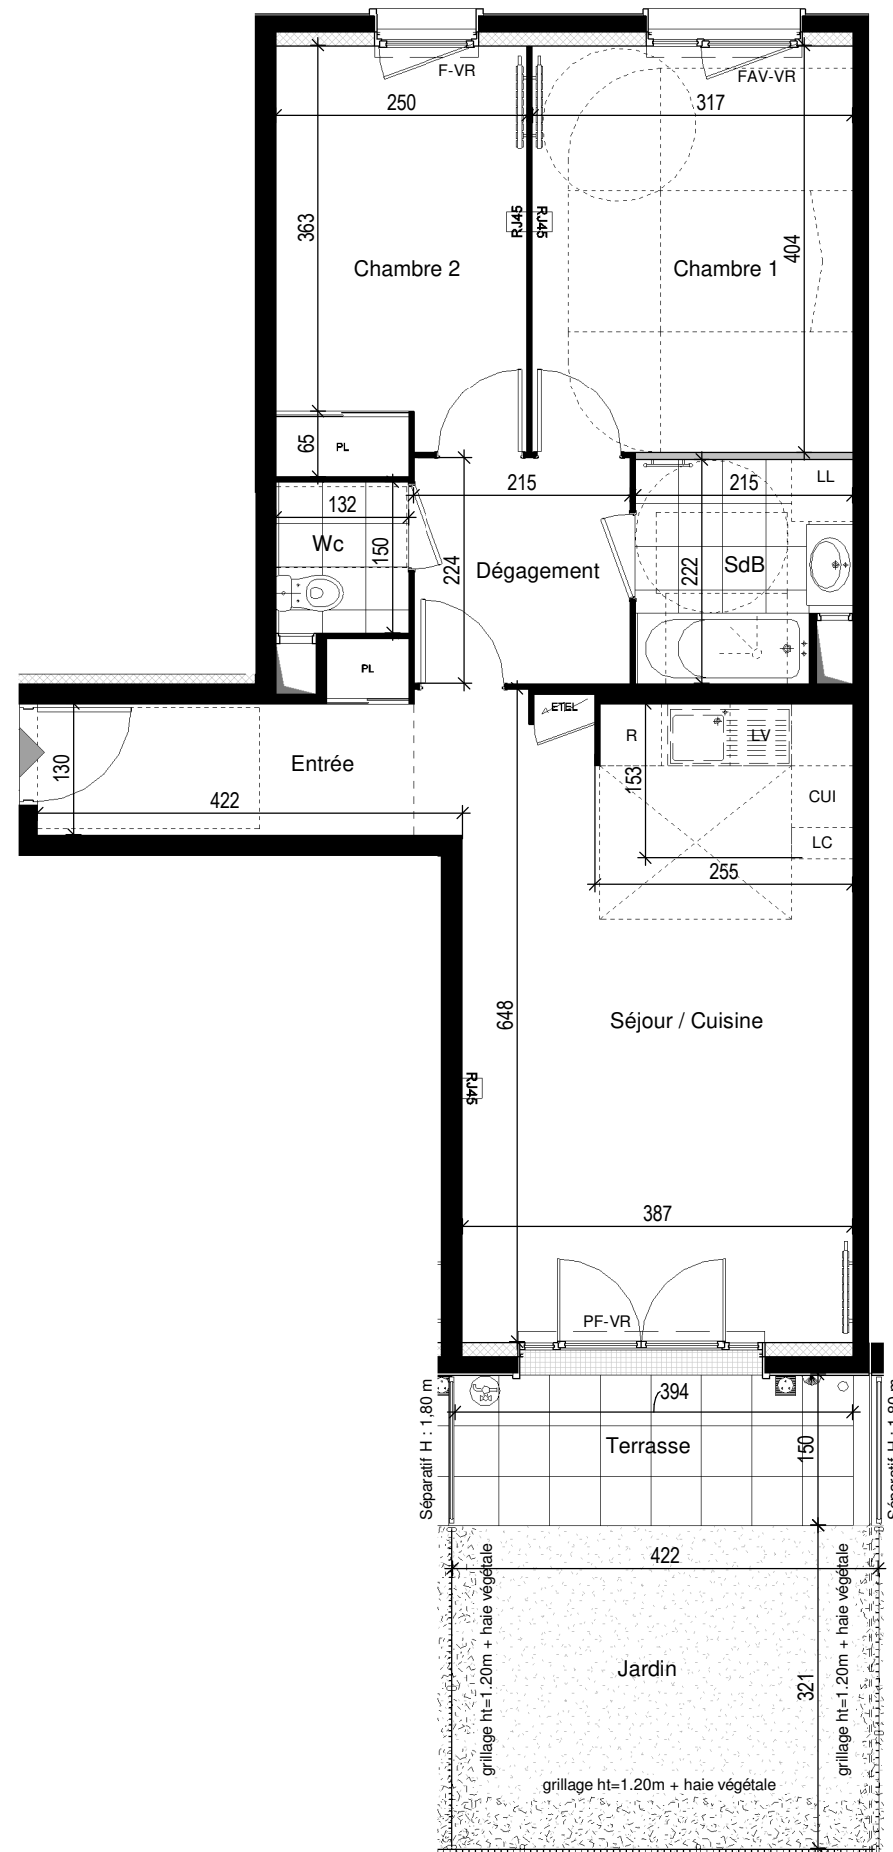 F-VR
FAV-VR
250
317
363
RJ45
RJ45
404
Chambre 2
Chambre 1
65
PL
215
215
LL
132
Wc
150
224
Dégagement
222
SdB
PL
ETEL
R
LV
130
Entrée
153
422
CUI
LC
255
648
Séjour / Cuisine
RJ45
387
PF-VR
Séparatif H : 1,80 m
394
Séparatif H : 1,80 m
Terrasse
150
422
grillage ht=1.20m + haie végétale
grillage ht=1.20m + haie végétale
Jardin
321
grillage ht=1.20m + haie végétale